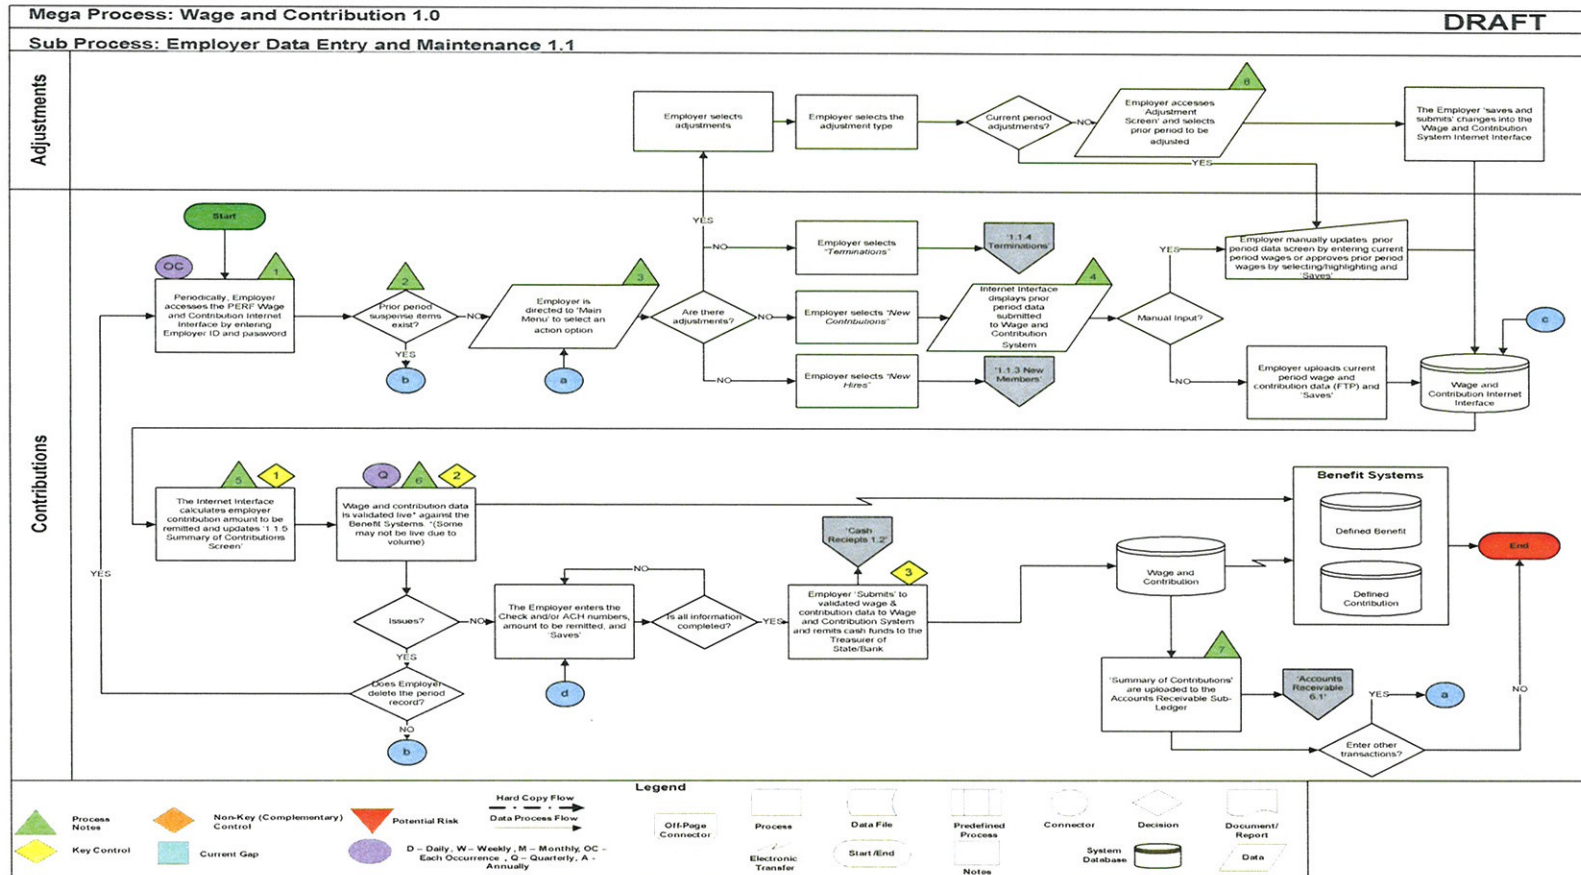 Mega Process: Wage and Contribution 1.0
DRAFT
Sub Process: Employer Data Entry and Maintenance 1.1
Adjustments
Employer selects
adjustments
Employer selects the
adjustment type
Current period
adjustments?
NO
YES
8
Employer accesses
Adjustment
Screen' and selects
prior period to be
adjusted
The Employer 'saves and
submits' changes into the
Wage and Contribution
System Internet Interface
Contributions
Start
OC
1
Periodically, Employer
accesses the PERF Wage
and Contribution Internet
Interface by entering
Employer ID and password
2
Prior period
suspense items
exist?
NO
YES
b
3
Employer is
directed to 'Main
Menu' to select an
action option
a
Are there
adjustments?
YES
NO
NO
NO
Employer selects
"Terminations"
'1.1.4
Terminations'
Employer selects "New
Contributions"
4
Internet Interface
displays prior
period data
submitted
to Wage and
Contribution
System
Employer selects "New
Hires"
'1.1.3 New
Members'
Manual Input?
YES
NO
Employer manually updates prior
period data screen by entering current
period wages or approves prior period
wages by selecting/highlighting and
'Saves'
Employer uploads current
period wage and
contribution data (FTP) and
'Saves'
c
Wage and
Contribution Internet
Interface
5
1
The Internet Interface
calculates employer
contribution amount to be
remitted and updates '1.1.5
Summary of Contributions
Screen'
Q
6
2
Wage and contribution data
is validated live* against the
Benefit Systems. *(Some
may not be live due to
volume)
Issues?
NO
YES
Does Employer
delete the period
record?
YES
NO
b
The Employer enters the
Check and/or ACH numbers,
amount to be remitted, and
'Saves'
d
NO
Is all information
completed?
YES
'Cash
Reciepts 1.2'
3
Employer 'Submits' to
validated wage &
contribution data to Wage
and Contribution System
and remits cash funds to the
Treasurer of
State/Bank
Wage and
Contribution
Benefit Systems
Defined Benefit
Defined
Contribution
End
7
'Summary of Contributions'
are uploaded to the
Accounts Receivable Sub-
Ledger
'Accounts
Receivable
6.1'
YES
a
Enter other
transactions?
NO
Legend
Process
Notes
Non-Key (Complementary)
Control
Potential Risk
Hard Copy Flow
Data Process Flow
Key Control
Current Gap
D – Daily, W – Weekly, M – Monthly, OC -
Each Occurrence , Q – Quarterly, A -
Annually
Off-Page
Connector
Process
Data File
Predefined
Process
Connector
Decision
Document/
Report
Electronic
Transfer
Start/End
Notes
System
Database
Data